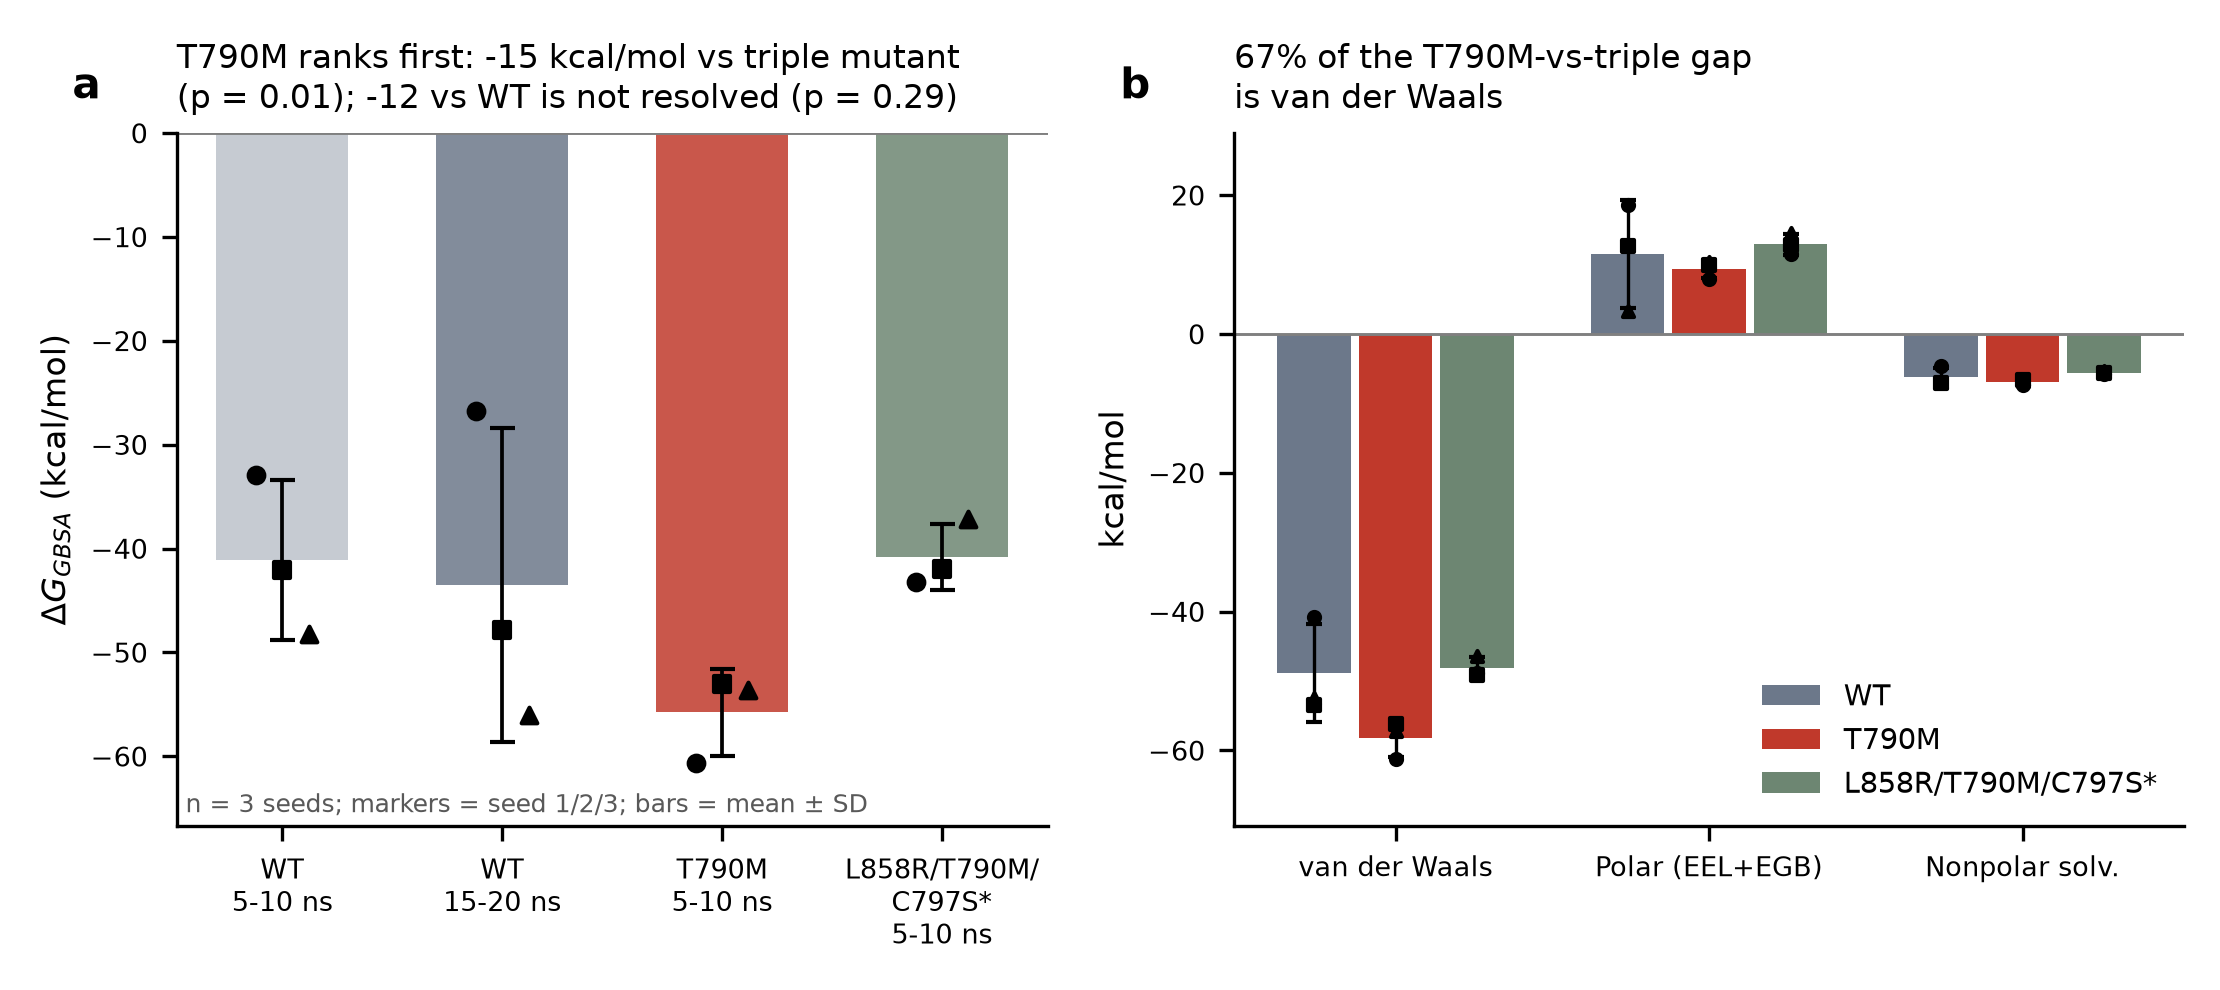 a
T790M ranks first: -15 kcal/mol vs triple mutant
(p = 0.01); -12 vs WT is not resolved (p = 0.29)
ΔG_GBSA (kcal/mol)
0
−10
−20
−30
−40
−50
−60
n = 3 seeds; markers = seed 1/2/3; bars = mean ± SD
WT
5-10 ns
WT
15-20 ns
T790M
5-10 ns
L858R/T790M/
C797S*
5-10 ns
b
67% of the T790M-vs-triple gap
is van der Waals
kcal/mol
20
0
−20
−40
−60
WT
T790M
L858R/T790M/C797S*
van der Waals
Polar (EEL+EGB)
Nonpolar solv.